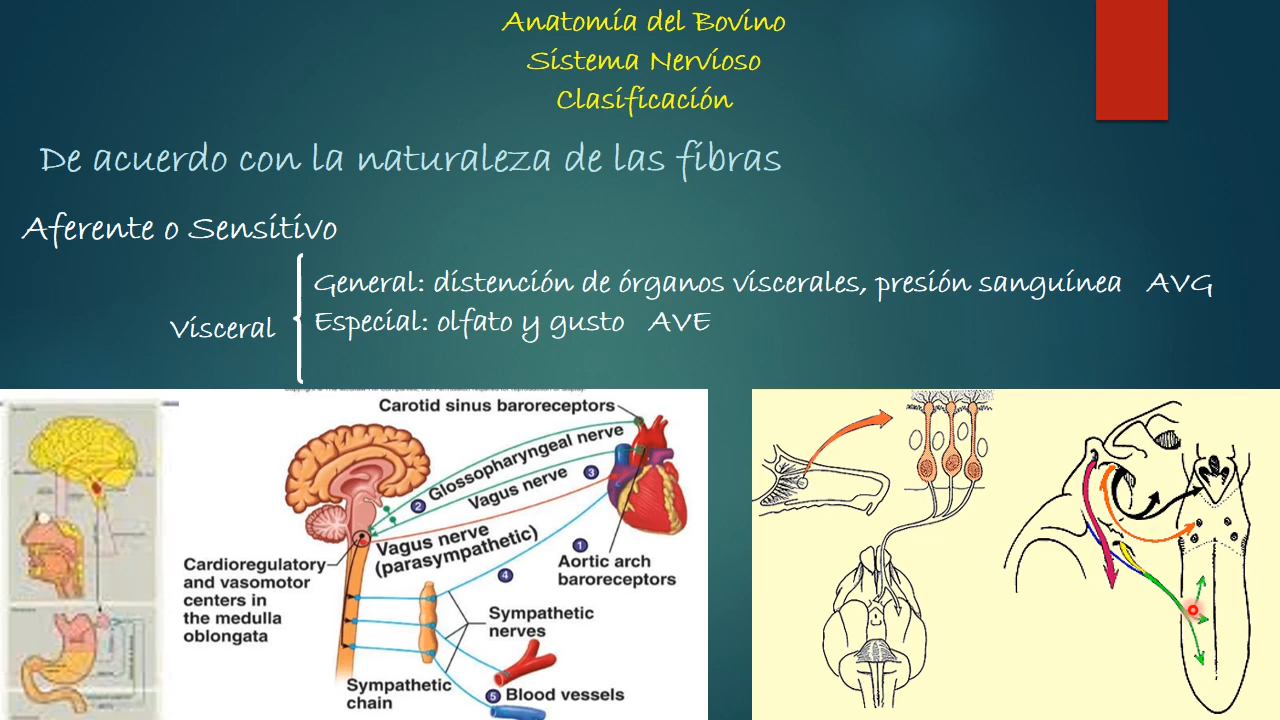 Anatomía del Bovino
Sistema Nervioso
Clasificación
De acuerdo con la naturaleza de las fibras
Aferente o Sensitivo
General: distención de órganos viscerales, presión sanguínea AVG
Visceral
Especial: olfato y gusto AVE
Carotid sinus baroreceptors
Glossopharyngeal nerve
2
3
Vagus nerve
Vagus nerve
(parasympathetic)
1
4
Aortic arch
baroreceptors
Cardioregulatory
and vasomotor
centers in
the medulla
oblongata
Sympathetic
nerves
Sympathetic
chain
5 Blood vessels